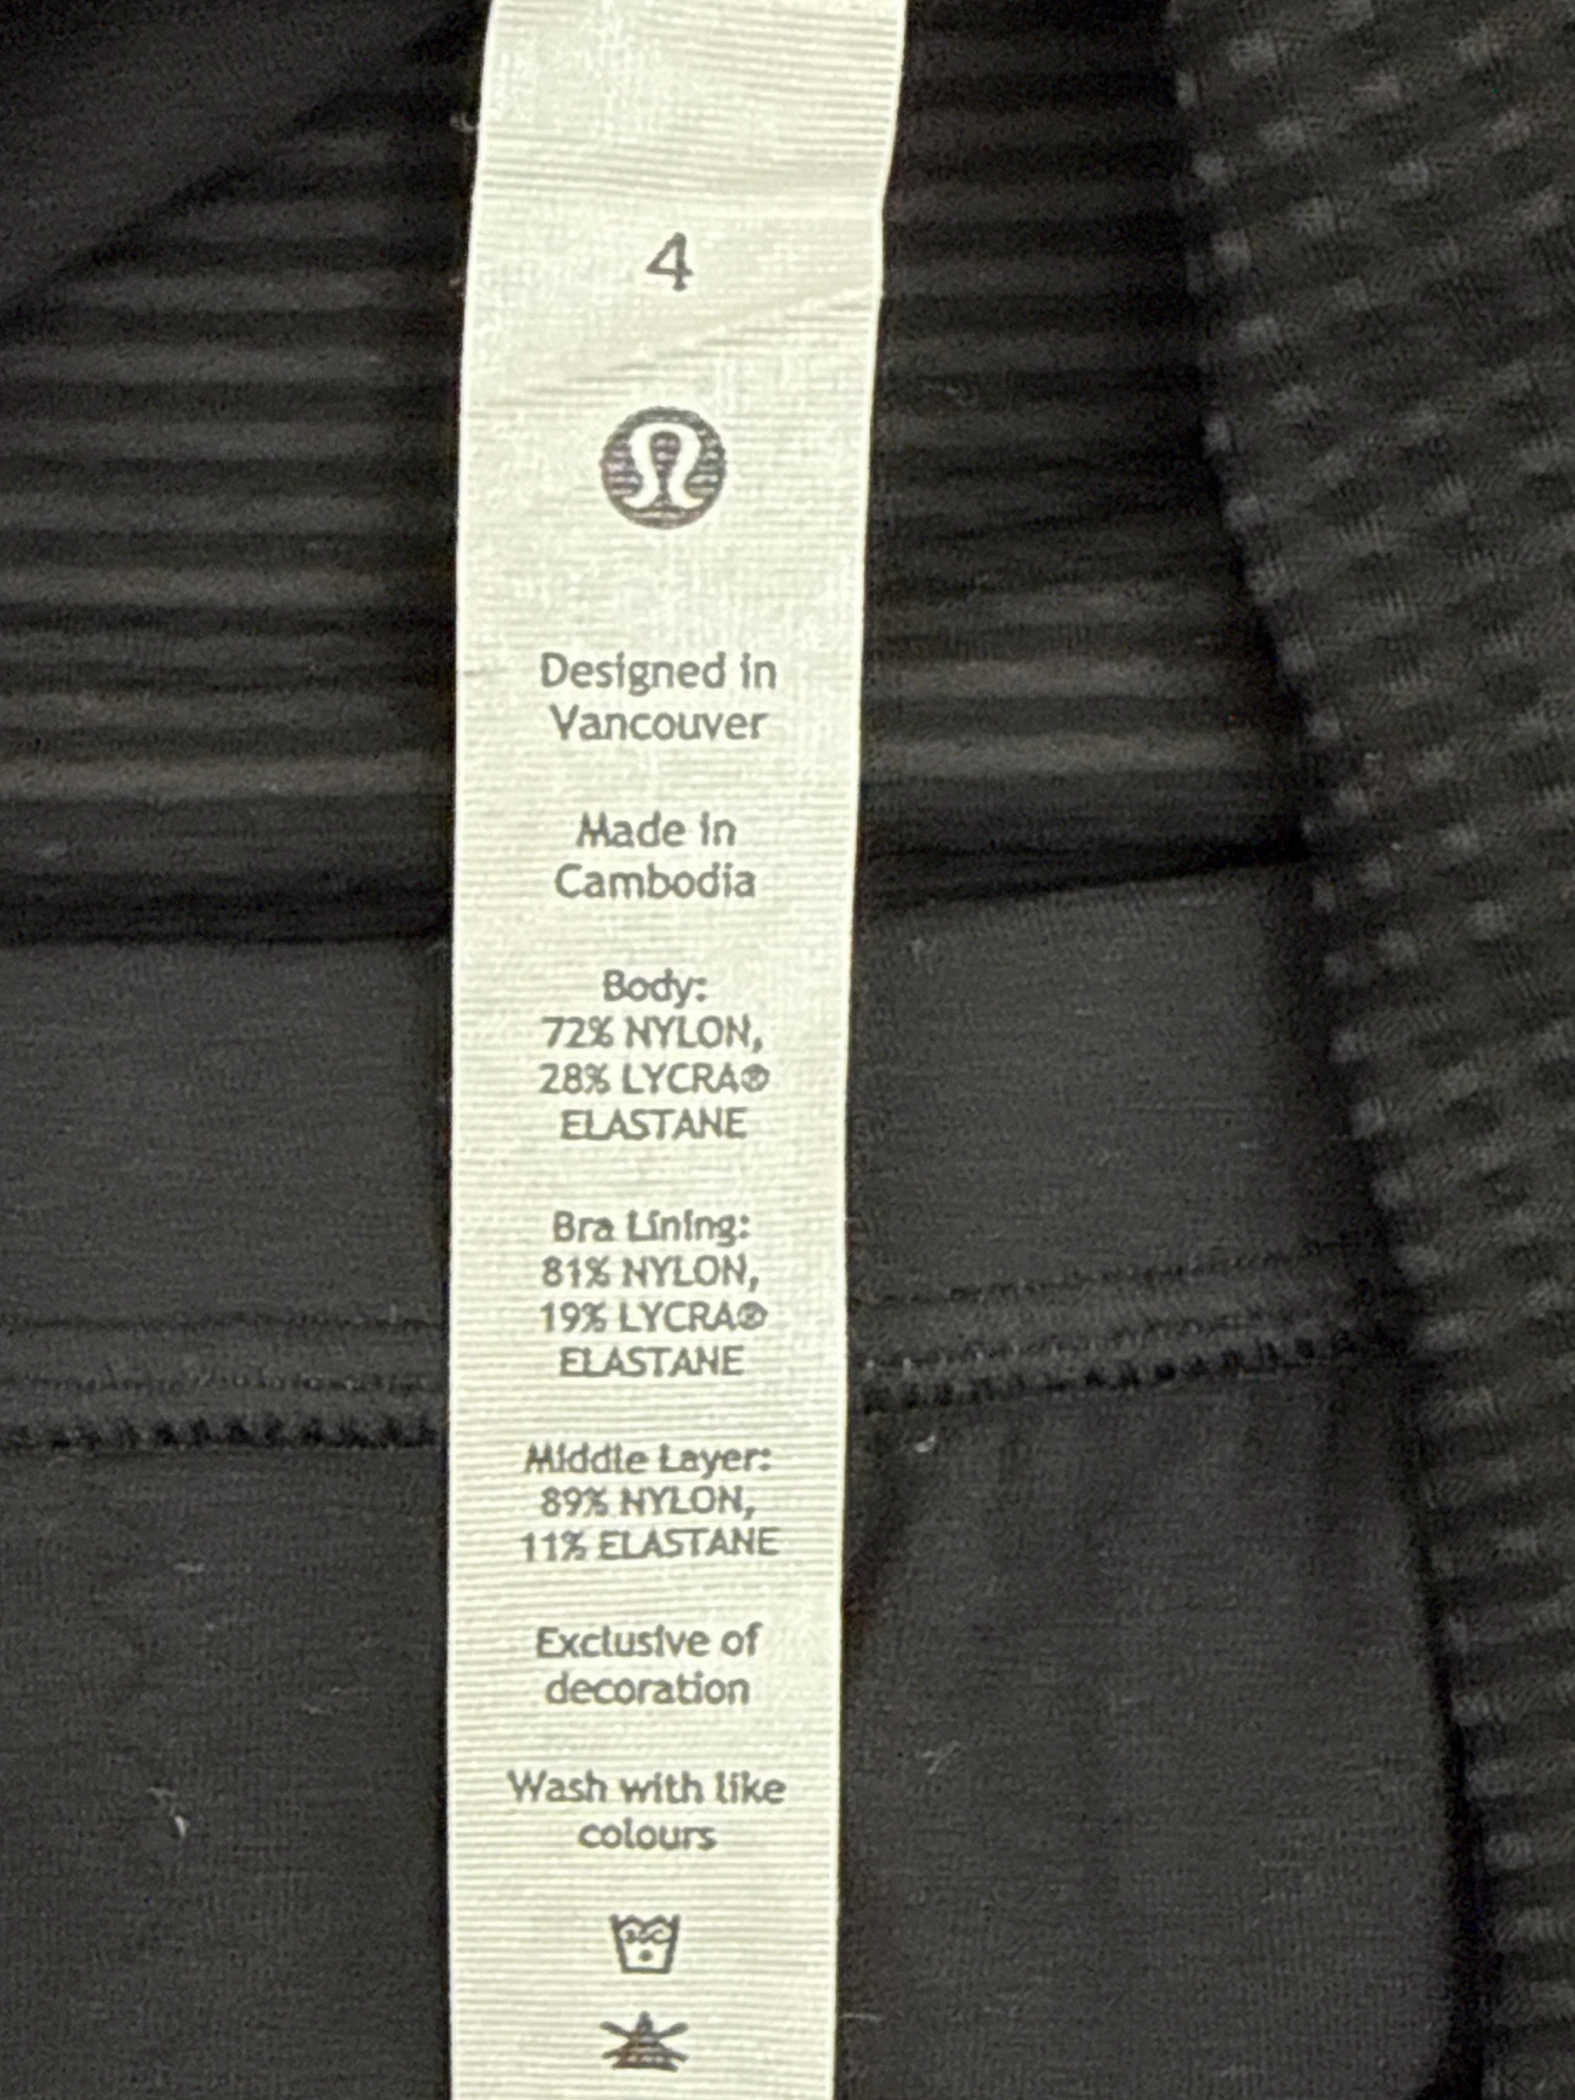 4
Designed in
Vancouver
Made in
Cambodia
Body:
72% NYLON,
28% LYCRA®
ELASTANE
Bra Lining:
81% NYLON,
19% LYCRA®
ELASTANE
Middle Layer:
89% NYLON,
11% ELASTANE
Exclusive of
decoration
Wash with like
colours